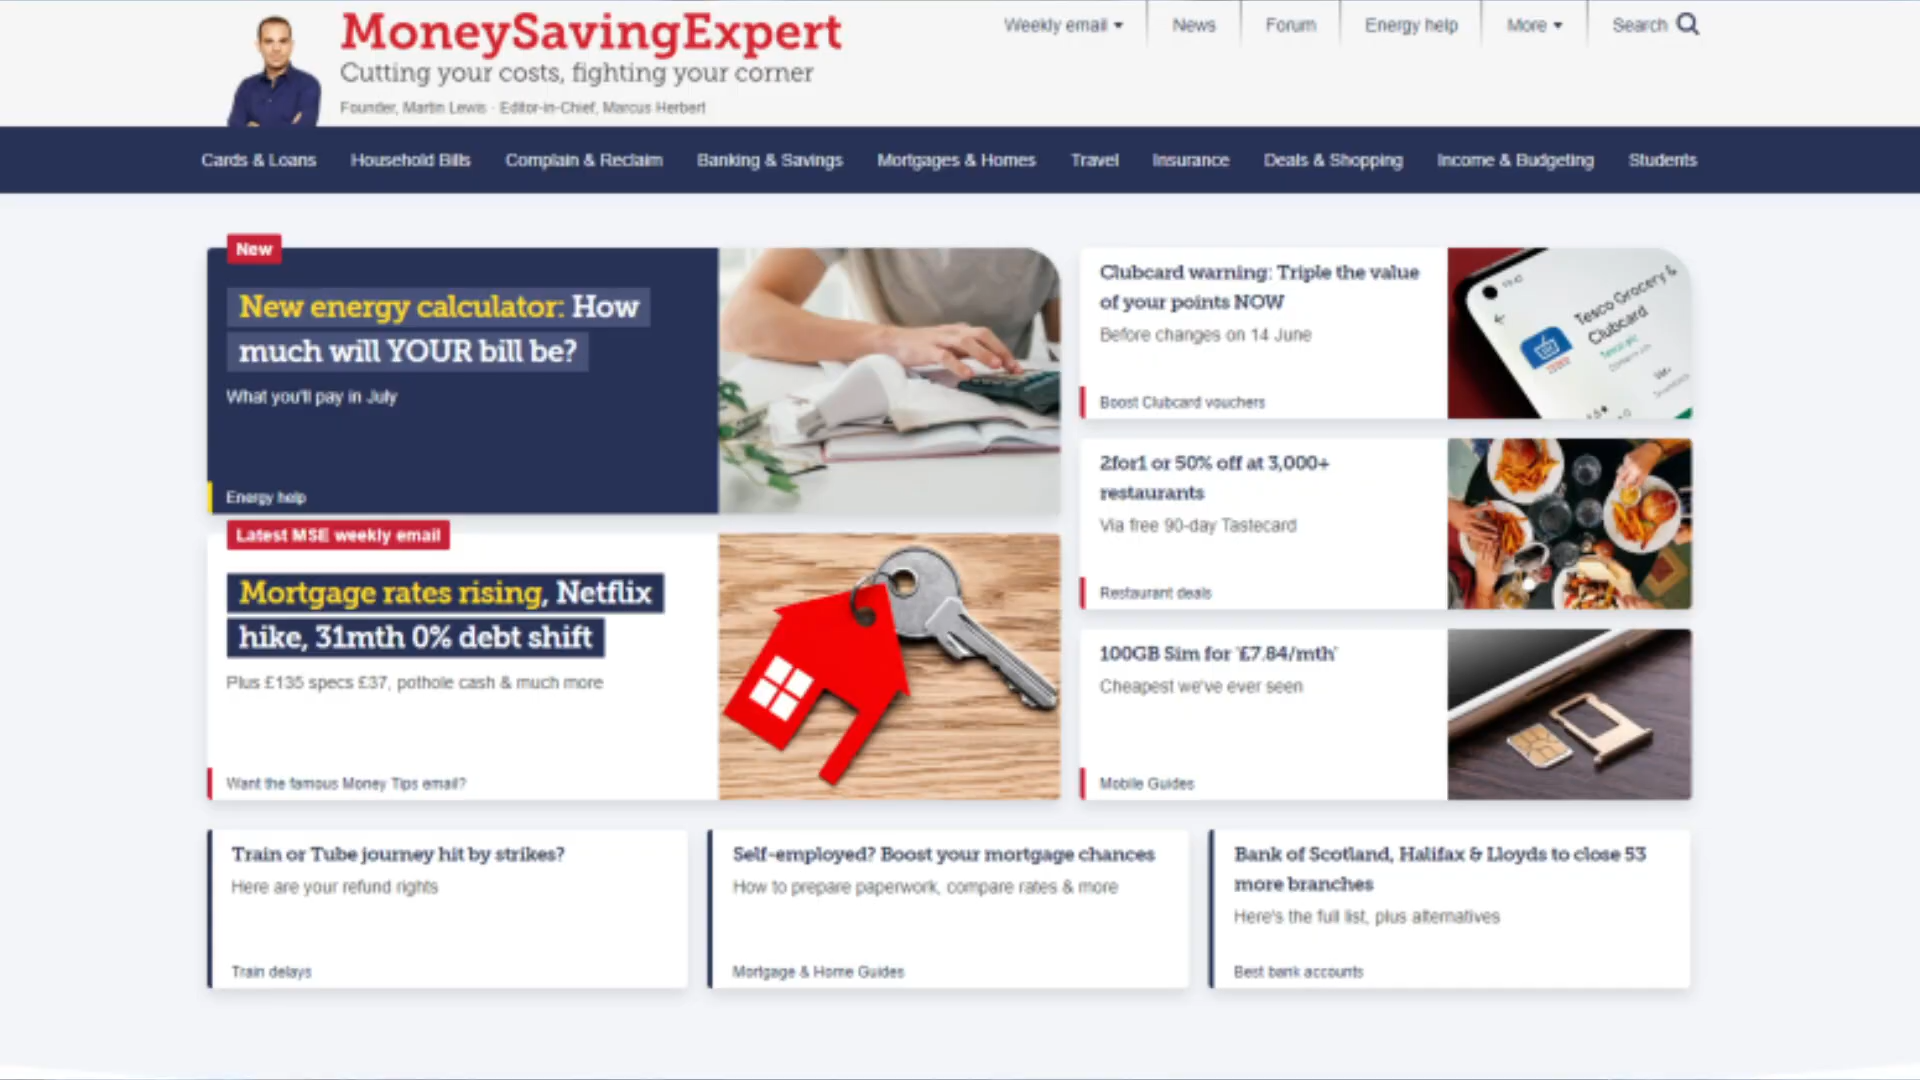 MoneySavingExpert
Cutting your costs, fighting your corner
Founder, Martin Lewis · Editor-in-Chief, Marcus Herbert
Weekly email
News
Forum
Energy help
More
Search
Cards & Loans
Household Bills
Complain & Reclaim
Banking & Savings
Mortgages & Homes
Travel
Insurance
Deals & Shopping
Income & Budgeting
Students
New
New energy calculator: How
much will YOUR bill be?
What you'll pay in July
Energy help
Latest MSE weekly email
Mortgage rates rising, Netflix
hike, 31mth 0% debt shift
Plus £135 specs £37, pothole cash & much more
Want the famous Money Tips email?
Clubcard warning: Triple the value
of your points NOW
Before changes on 14 June
Boost Clubcard vouchers
Tesco Grocery &
Clubcard
2for1 or 50% off at 3,000+
restaurants
Via free 90-day Tastecard
Restaurant deals
100GB Sim for '£7.84/mth'
Cheapest we've ever seen
Mobile Guides
Train or Tube journey hit by strikes?
Here are your refund rights
Train delays
Self-employed? Boost your mortgage chances
How to prepare paperwork, compare rates & more
Mortgage & Home Guides
Bank of Scotland, Halifax & Lloyds to close 53
more branches
Here's the full list, plus alternatives
Best bank accounts